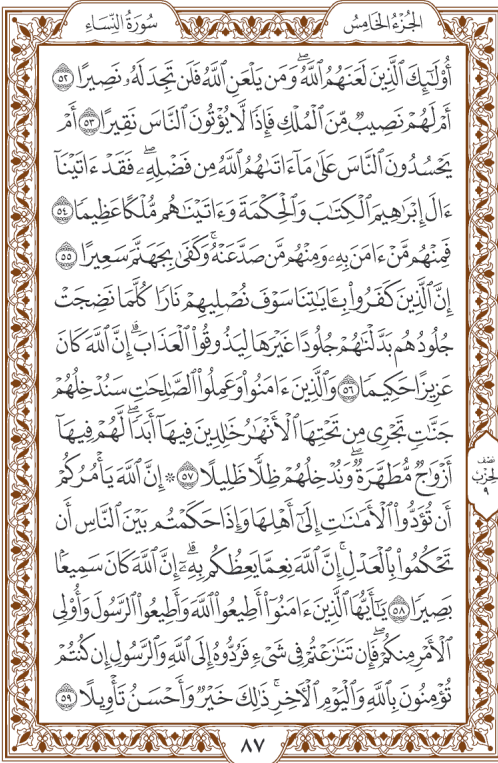 الجُزْءُ الخَامِسُ
سُورَةُ النِّسَاءِ
أُوْلَٰٓئِكَ ٱلَّذِينَ لَعَنَهُمُ ٱللَّهُۖ وَمَن يَلْعَنِ ٱللَّهُ فَلَن تَجِدَ لَهُۥ نَصِيرًا ٥٢
أَمْ لَهُمْ نَصِيبٌ مِّنَ ٱلْمُلْكِ فَإِذًا لَّا يُؤْتُونَ ٱلنَّاسَ نَقِيرًا ٥٣ أَمْ
يَحْسُدُونَ ٱلنَّاسَ عَلَىٰ مَآ ءَاتَىٰهُمُ ٱللَّهُ مِن فَضْلِهِۦۖ فَقَدْ ءَاتَيْنَآ
ءَالَ إِبْرَٰهِيمَ ٱلْكِتَٰبَ وَٱلْحِكْمَةَ وَءَاتَيْنَٰهُم مُّلْكًا عَظِيمًا ٥٤
فَمِنْهُم مَّنْ ءَامَنَ بِهِۦ وَمِنْهُم مَّن صَدَّ عَنْهُۚ وَكَفَىٰ بِجَهَنَّمَ سَعِيرًا ٥٥
إِنَّ ٱلَّذِينَ كَفَرُواْ بِـَٔايَٰتِنَا سَوْفَ نُصْلِيهِمْ نَارًا كُلَّمَا نَضِجَتْ
جُلُودُهُم بَدَّلْنَٰهُمْ جُلُودًا غَيْرَهَا لِيَذُوقُواْ ٱلْعَذَابَۗ إِنَّ ٱللَّهَ كَانَ
عَزِيزًا حَكِيمًا ٥٦ وَٱلَّذِينَ ءَامَنُواْ وَعَمِلُواْ ٱلصَّٰلِحَٰتِ سَنُدْخِلُهُمْ
جَنَّٰتٍ تَجْرِي مِن تَحْتِهَا ٱلْأَنْهَٰرُ خَٰلِدِينَ فِيهَآ أَبَدًاۖ لَّهُمْ فِيهَآ
أَزْوَٰجٌ مُّطَهَّرَةٌۖ وَنُدْخِلُهُمْ ظِلًّا ظَلِيلًا ٥٧ ۞ إِنَّ ٱللَّهَ يَأْمُرُكُمْ
أَن تُؤَدُّواْ ٱلْأَمَٰنَٰتِ إِلَىٰٓ أَهْلِهَا وَإِذَا حَكَمْتُم بَيْنَ ٱلنَّاسِ أَن
تَحْكُمُواْ بِٱلْعَدْلِۚ إِنَّ ٱللَّهَ نِعِمَّا يَعِظُكُم بِهِۦٓۗ إِنَّ ٱللَّهَ كَانَ سَمِيعًۢا
بَصِيرًا ٥٨ يَٰٓأَيُّهَا ٱلَّذِينَ ءَامَنُوٓاْ أَطِيعُواْ ٱللَّهَ وَأَطِيعُواْ ٱلرَّسُولَ وَأُوْلِي
ٱلْأَمْرِ مِنكُمْۖ فَإِن تَنَٰزَعْتُمْ فِي شَيْءٍ فَرُدُّوهُ إِلَى ٱللَّهِ وَٱلرَّسُولِ إِن كُنتُمْ
تُؤْمِنُونَ بِٱللَّهِ وَٱلْيَوْمِ ٱلْأٓخِرِۚ ذَٰلِكَ خَيْرٌ وَأَحْسَنُ تَأْوِيلًا ٥٩
نصف
الحزب
٩
٨٧